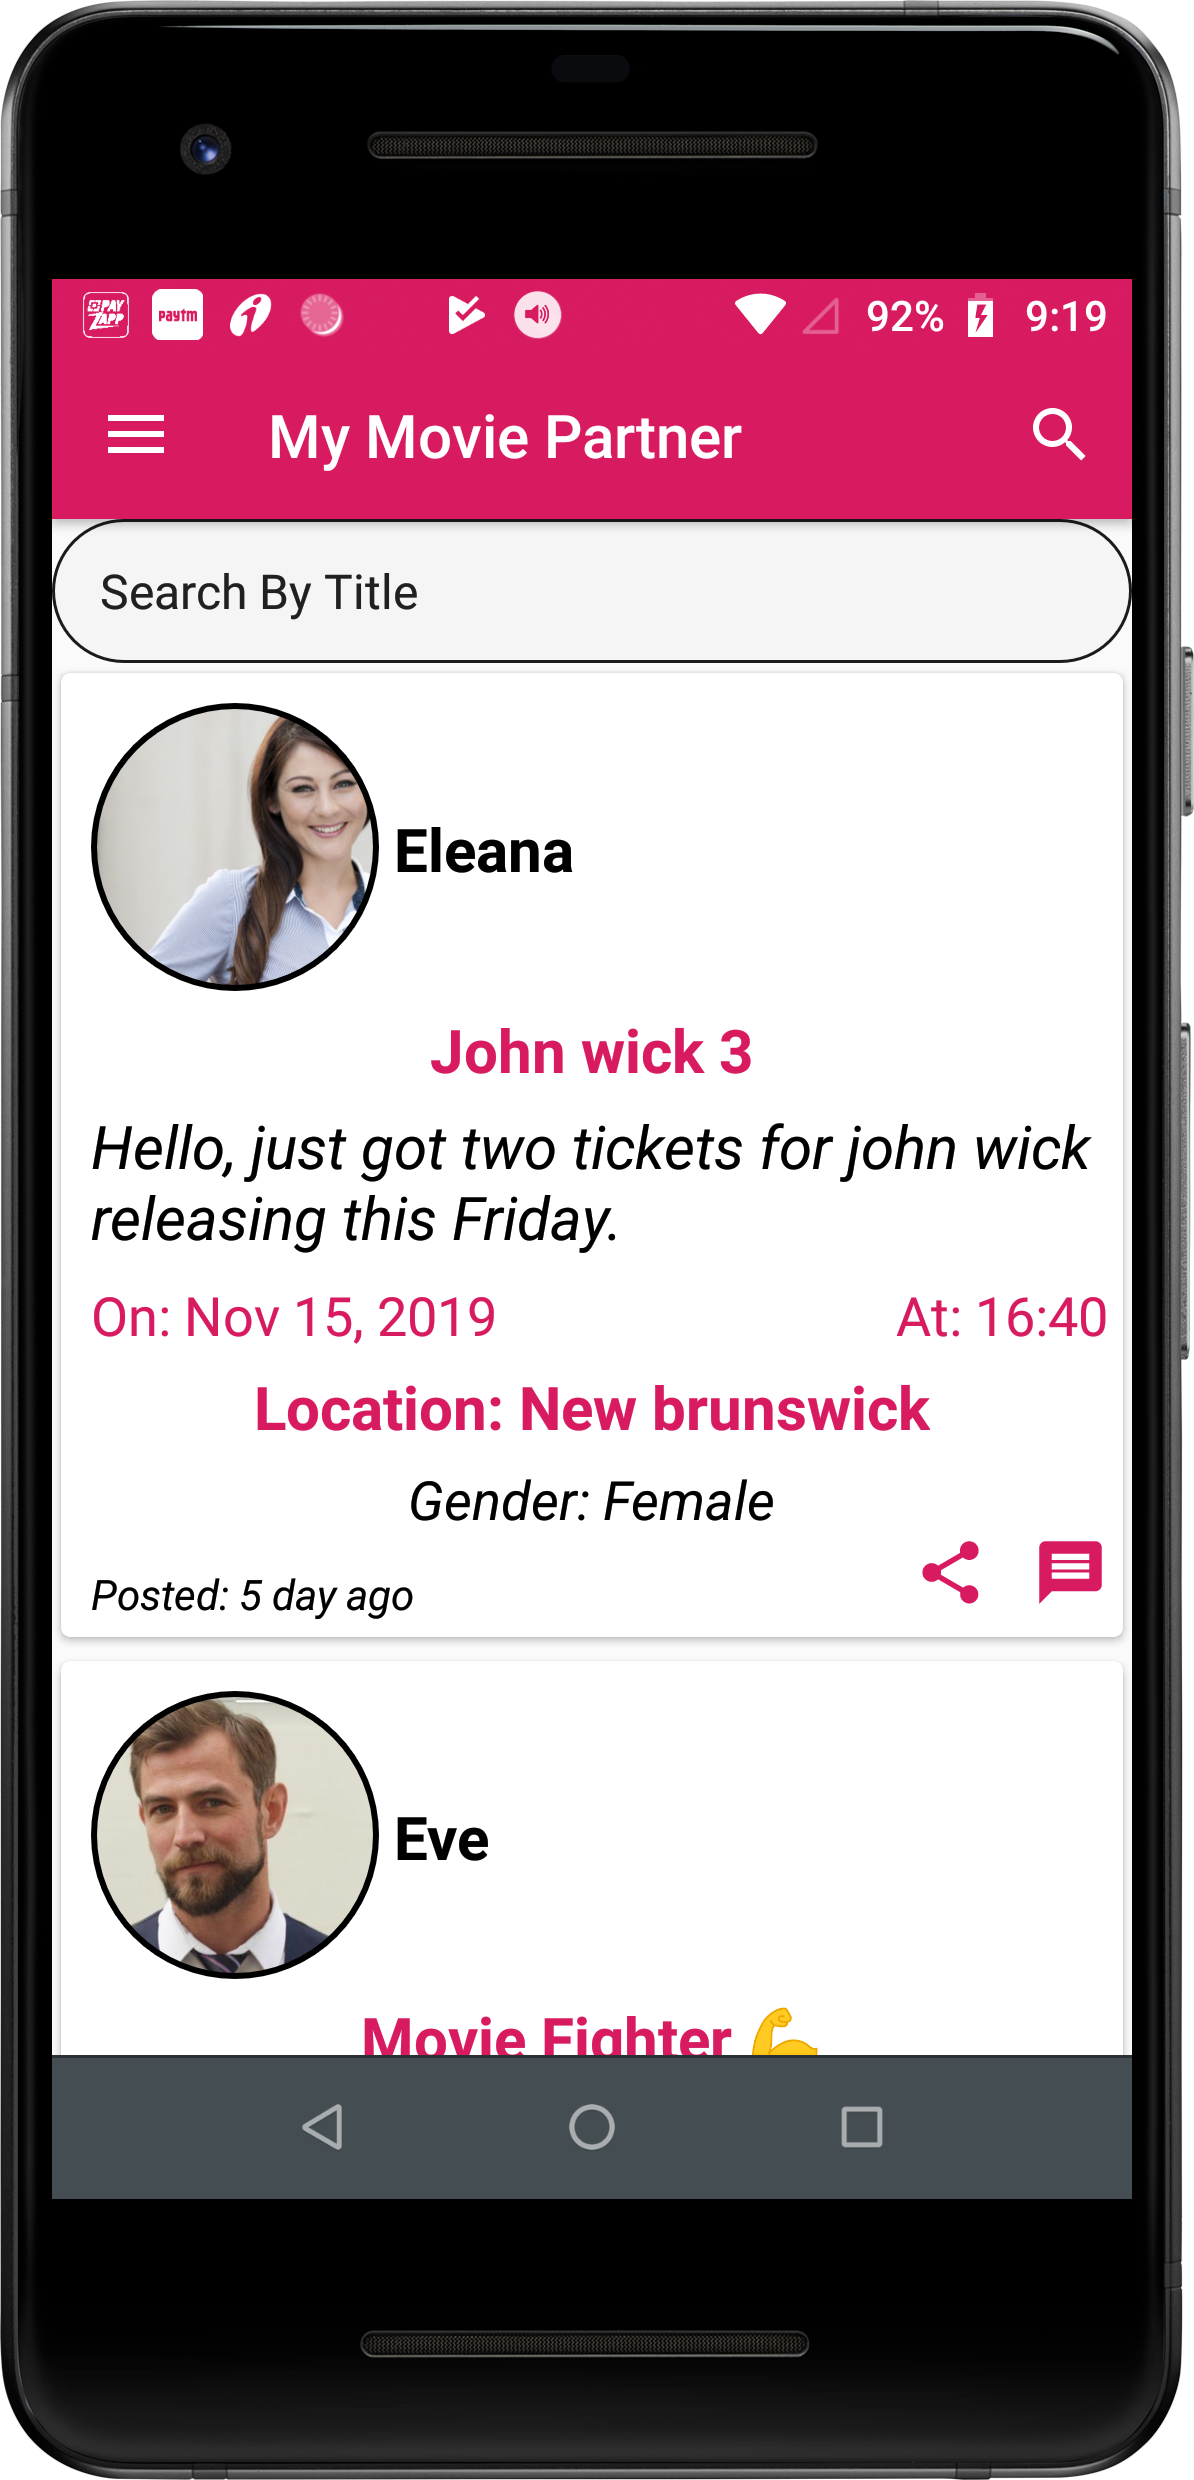 PAY
ZAPP
paytm
92%
9:19
My Movie Partner
Search By Title
Eleana
John wick 3
Hello, just got two tickets for john wick
releasing this Friday.
On: Nov 15, 2019
At: 16:40
Location: New brunswick
Gender: Female
Posted: 5 day ago
Eve
Movie Fighter 💪